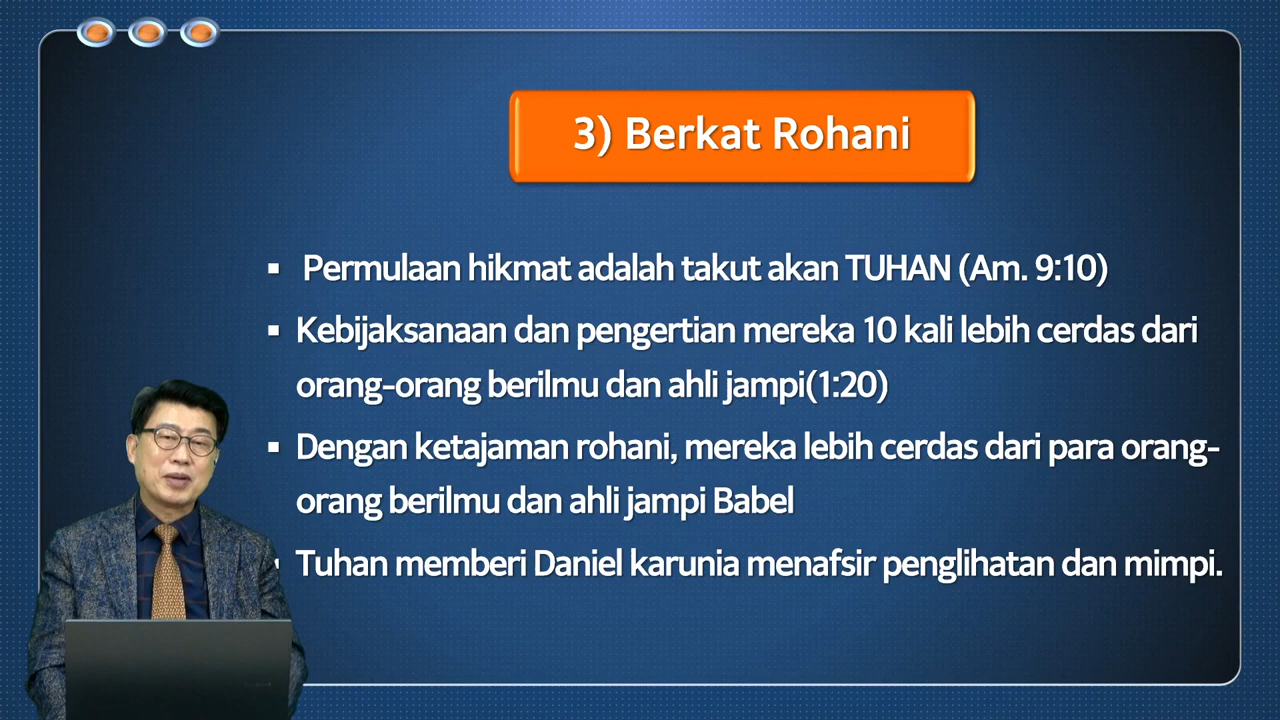 3) Berkat Rohani
▪ Permulaan hikmat adalah takut akan TUHAN (Am. 9:10)
▪ Kebijaksanaan dan pengertian mereka 10 kali lebih cerdas dari
orang-orang berilmu dan ahli jampi(1:20)
▪ Dengan ketajaman rohani, mereka lebih cerdas dari para orang-
orang berilmu dan ahli jampi Babel
▪ Tuhan memberi Daniel karunia menafsir penglihatan dan mimpi.